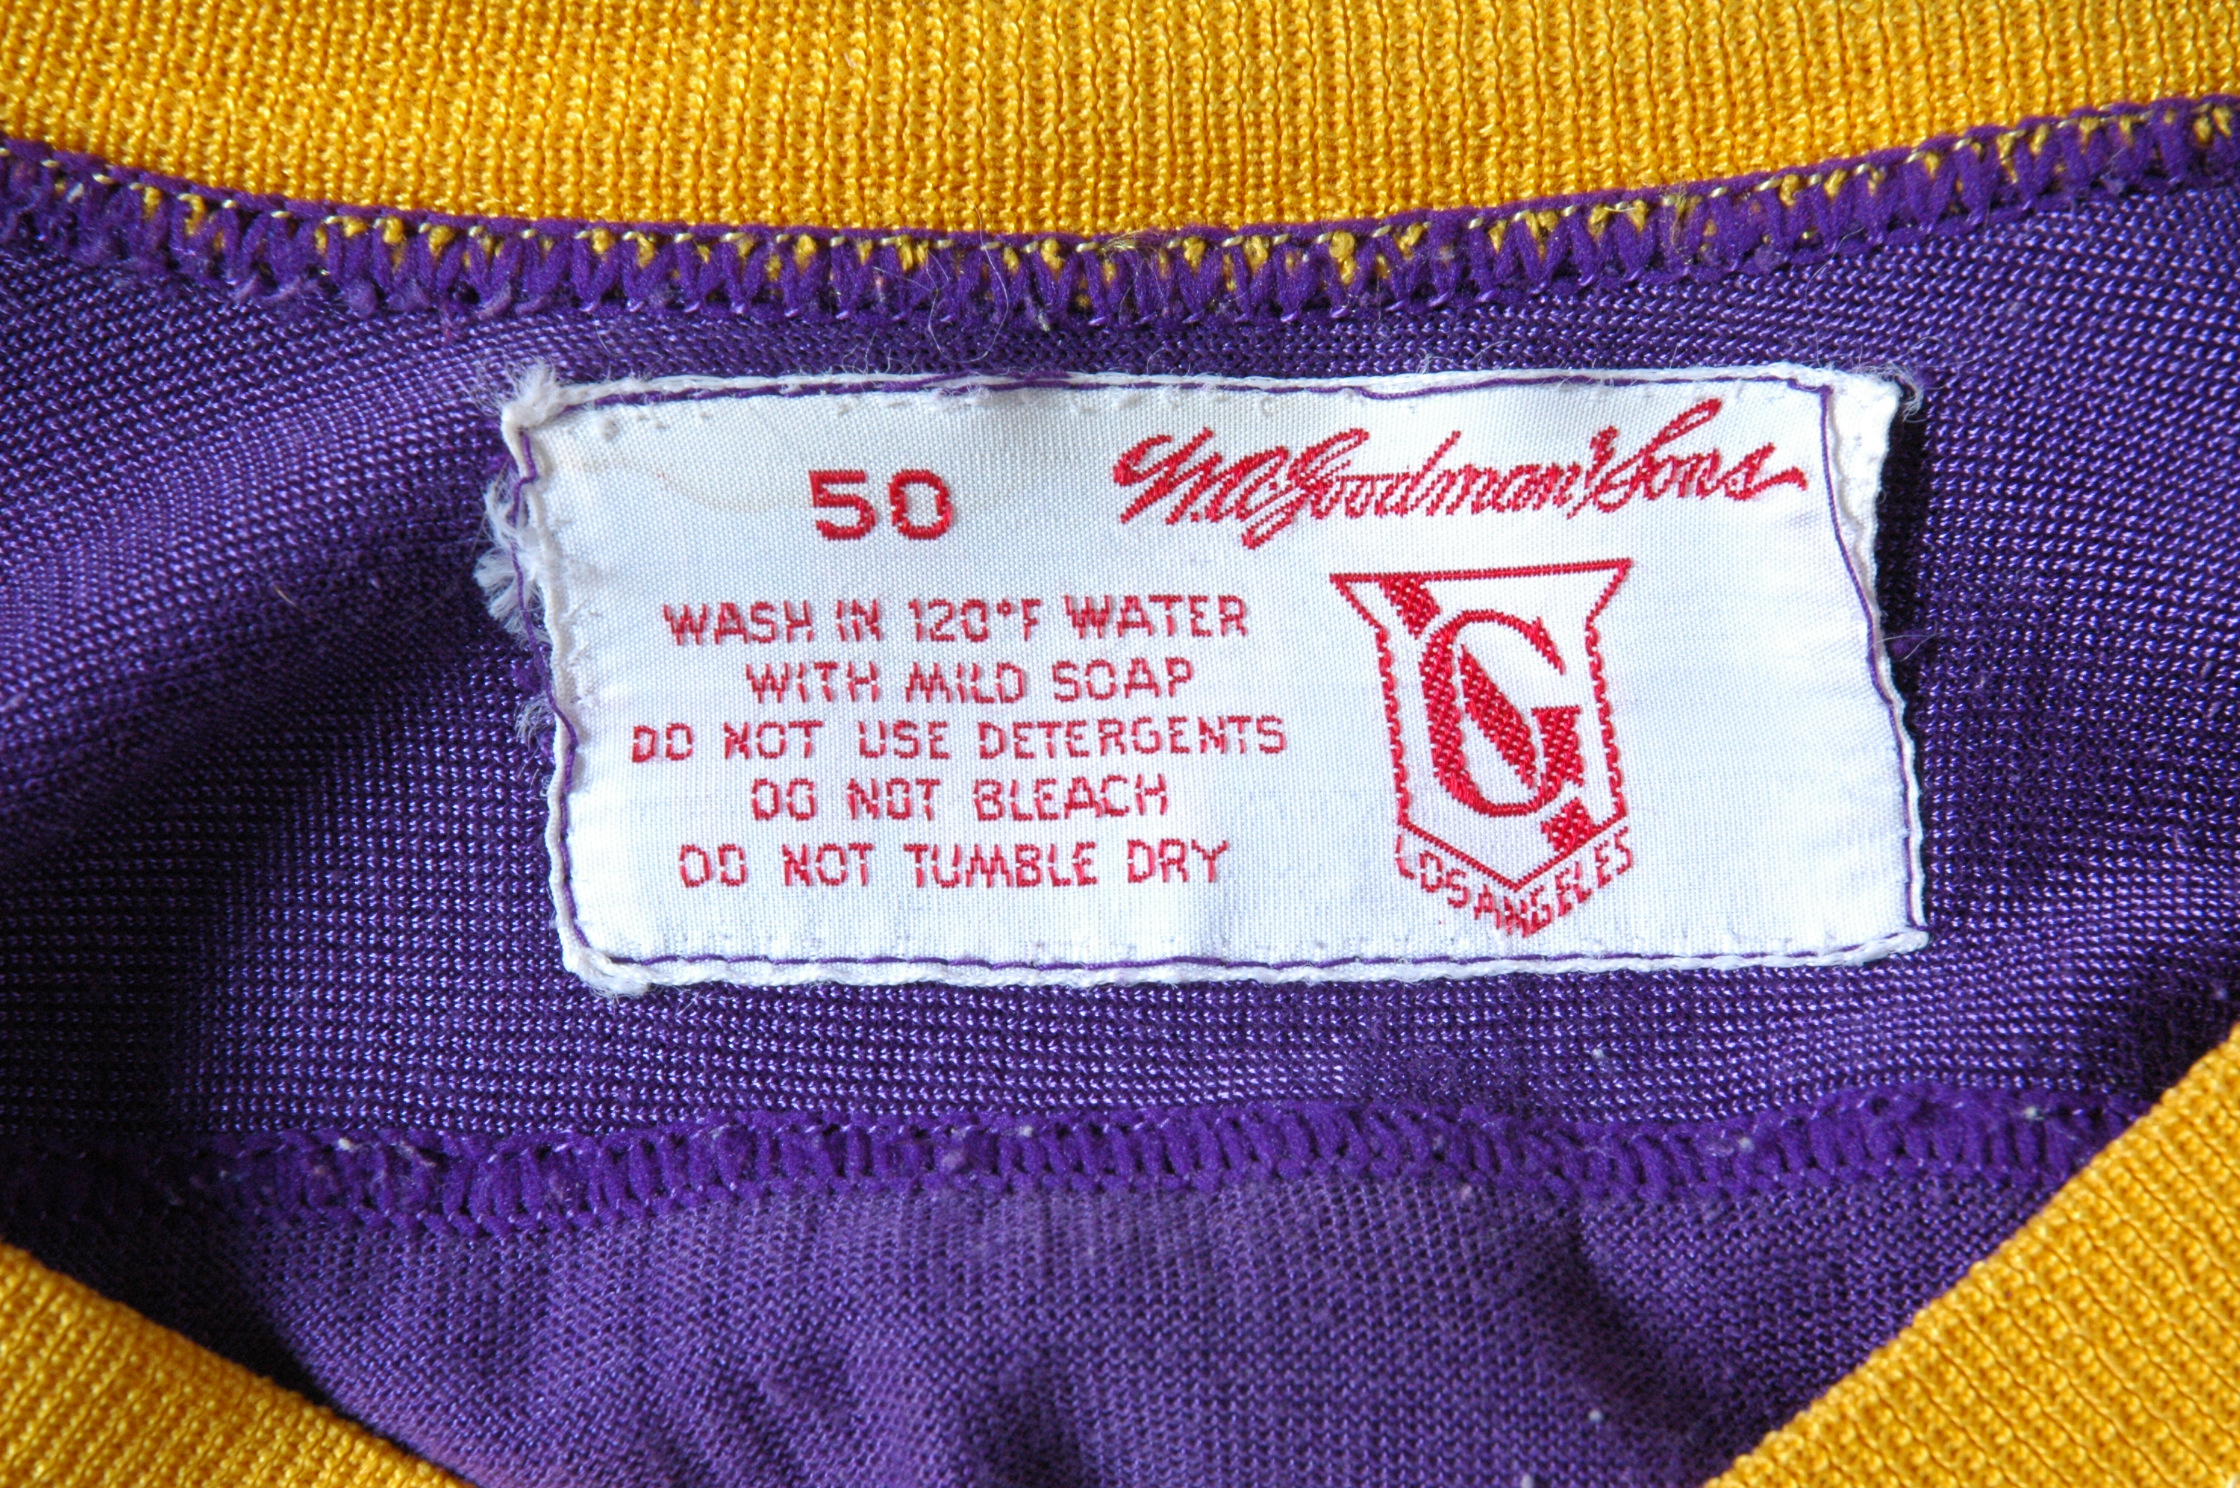 50
W.A. Goodman & Sons
WASH IN 120°F WATER
WITH MILD SOAP
DO NOT USE DETERGENTS
DO NOT BLEACH
DO NOT TUMBLE DRY
G
LOS ANGELES